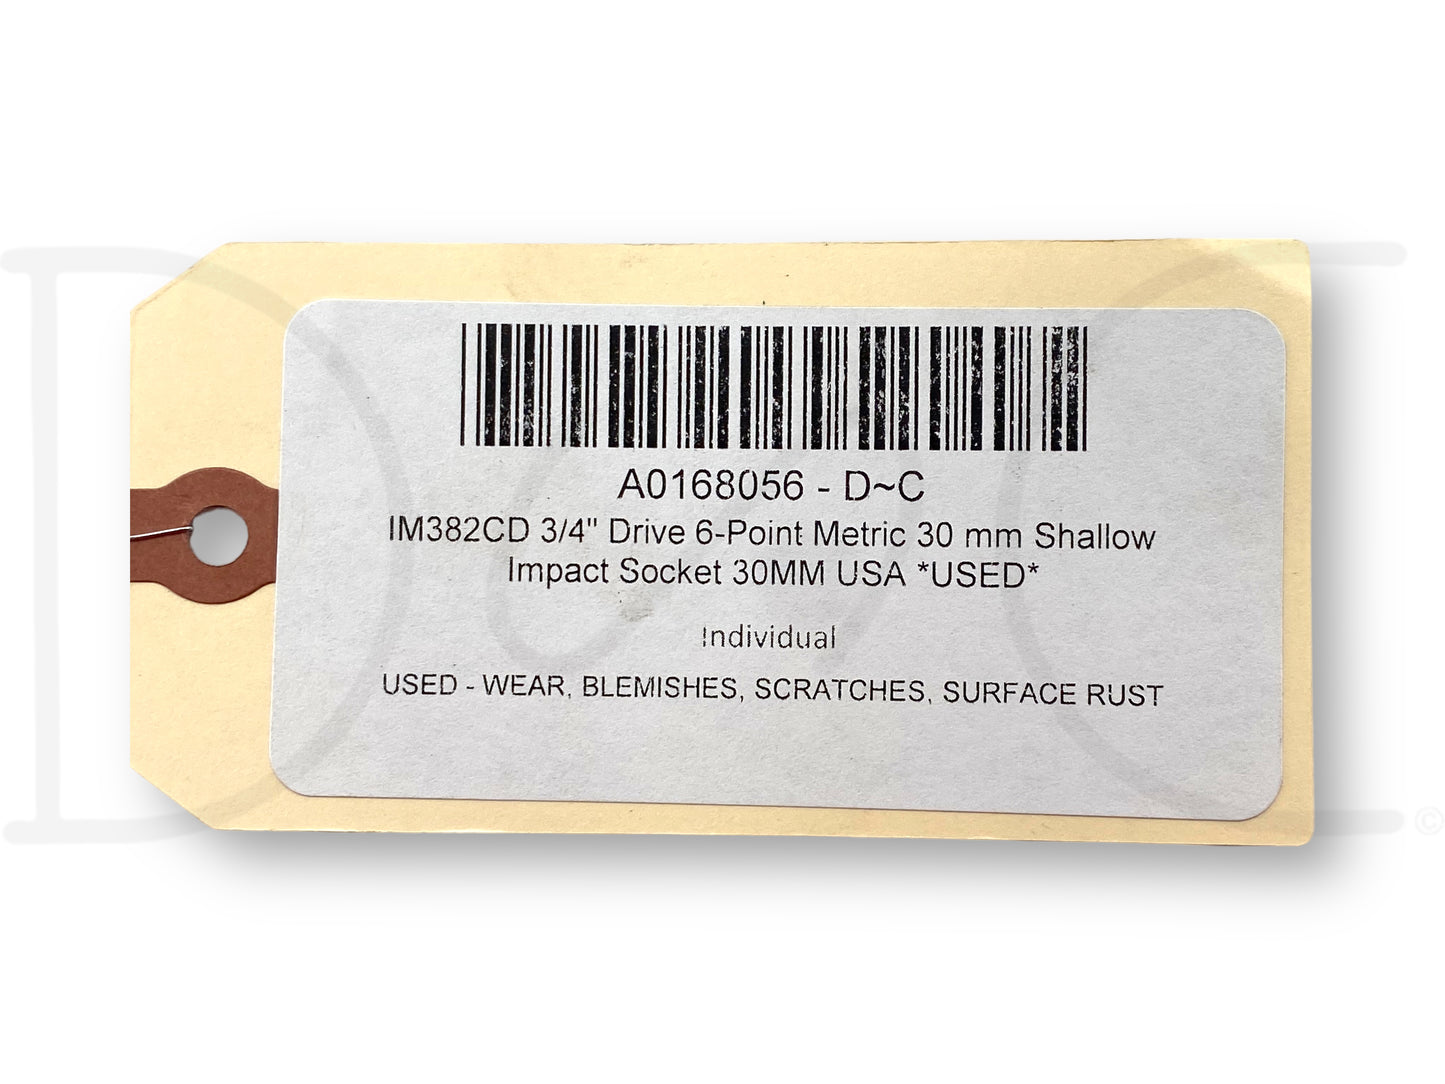 A0168056 - D~C
IM382CD 3/4" Drive 6-Point Metric 30 mm Shallow
Impact Socket 30MM USA *USED*
Individual
USED - WEAR, BLEMISHES, SCRATCHES, SURFACE RUST
D~C ©